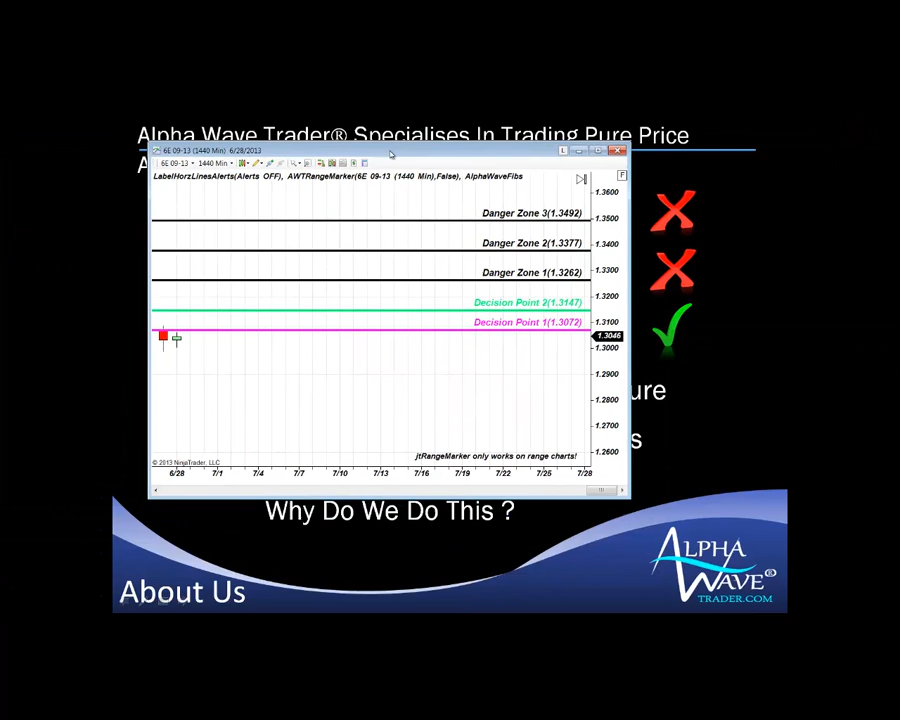 Alpha Wave Trader® Specialises In Trading Pure Price
A
6E 09-13 (1440 Min) 6/28/2013
L
6E 09-13 1440 Min
LabelHorzLinesAlerts(Alerts OFF), AWTRangeMarker(6E 09-13 (1440 Min),False), AlphaWaveFibs
F
1.3600
Danger Zone 3(1.3492)
1.3500
Danger Zone 2(1.3377)
1.3400
Danger Zone 1(1.3262)
1.3300
Decision Point 2(1.3147)
1.3200
Decision Point 1(1.3072)
1.3100
1.3046
1.3000
1.2900
1.2800
1.2700
1.2600
ure
s
jtRangeMarker only works on range charts!
© 2013 NinjaTrader, LLC
6/28 7/1 7/4 7/7 7/10 7/13 7/16 7/19 7/22 7/25 7/28
Why Do We Do This ?
About Us
ALPHA
WAVE®
TRADER.COM